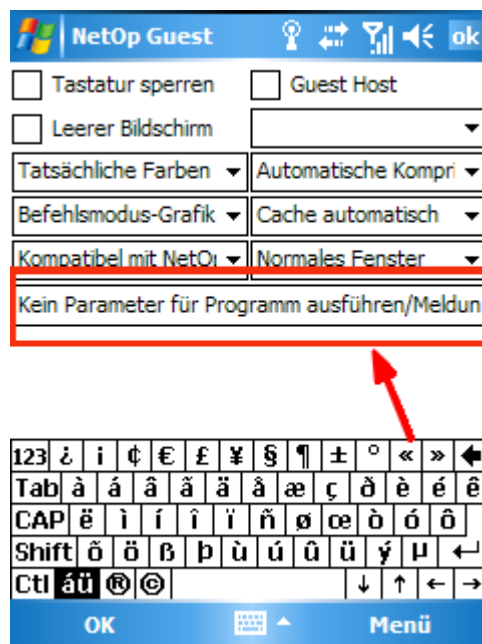 NetOp Guest ok
Tastatur sperren Guest Host
Leerer Bildschirm
Tatsächliche Farben Automatische Kompri
Befehlsmodus-Grafik Cache automatisch
Kompatibel mit NetO Normales Fenster
Kein Parameter für Programm ausführen/Meldun
123 ¿ ¡ ¢ € £ ¥ § ¶ ± ° « »
Tab à á â ã ä å æ ç ð è é ê
CAP ë ì í î ï ñ ø œ ò ó ô
Shift õ ö ß þ ù ú û ü ý µ
Ctl áü ® © ↓ ↑ ← →
OK Menü